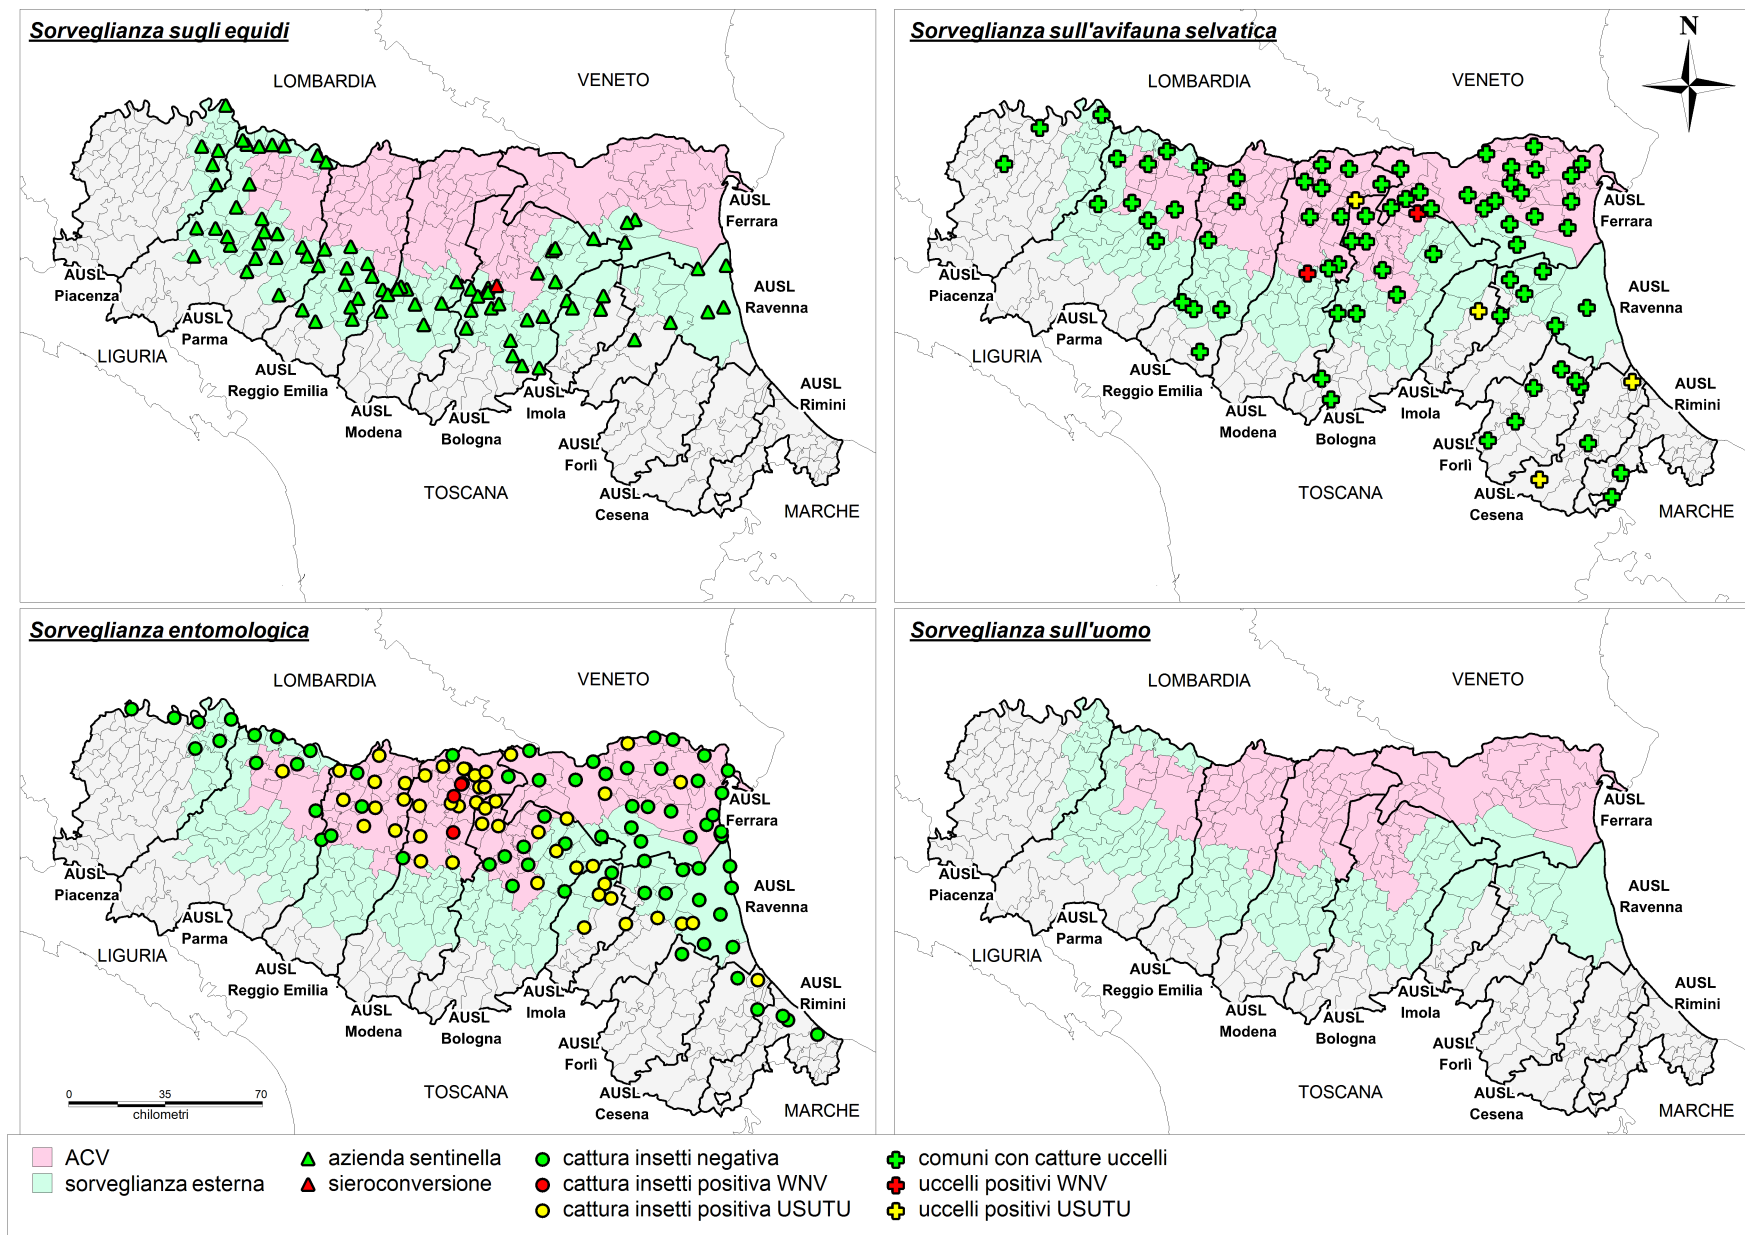 Sorveglianza sugli equidi
LOMBARDIA
VENETO
AUSL
Ferrara
AUSL
Piacenza
AUSL
Ravenna
AUSL
Parma
LIGURIA
AUSL
Reggio Emilia
AUSL
Rimini
AUSL
Imola
AUSL
Modena
AUSL
Bologna
AUSL
Forlì
TOSCANA
AUSL
Cesena
MARCHE
Sorveglianza sull'avifauna selvatica
N
LOMBARDIA
VENETO
AUSL
Ferrara
AUSL
Piacenza
AUSL
Ravenna
AUSL
Parma
LIGURIA
AUSL
Reggio Emilia
AUSL
Rimini
AUSL
Imola
AUSL
Modena
AUSL
Bologna
AUSL
Forlì
TOSCANA
AUSL
Cesena
MARCHE
Sorveglianza entomologica
LOMBARDIA
VENETO
AUSL
Ferrara
AUSL
Piacenza
AUSL
Ravenna
AUSL
Parma
LIGURIA
AUSL
Reggio Emilia
AUSL
Rimini
AUSL
Imola
AUSL
Modena
AUSL
Bologna
AUSL
Forlì
TOSCANA
AUSL
Cesena
MARCHE
0 35 70
chilometri
Sorveglianza sull'uomo
LOMBARDIA
VENETO
AUSL
Ferrara
AUSL
Piacenza
AUSL
Ravenna
AUSL
Parma
LIGURIA
AUSL
Reggio Emilia
AUSL
Rimini
AUSL
Imola
AUSL
Modena
AUSL
Bologna
AUSL
Forlì
TOSCANA
AUSL
Cesena
MARCHE
ACV
sorveglianza esterna
azienda sentinella
sieroconversione
cattura insetti negativa
cattura insetti positiva WNV
cattura insetti positiva USUTU
comuni con catture uccelli
uccelli positivi WNV
uccelli positivi USUTU